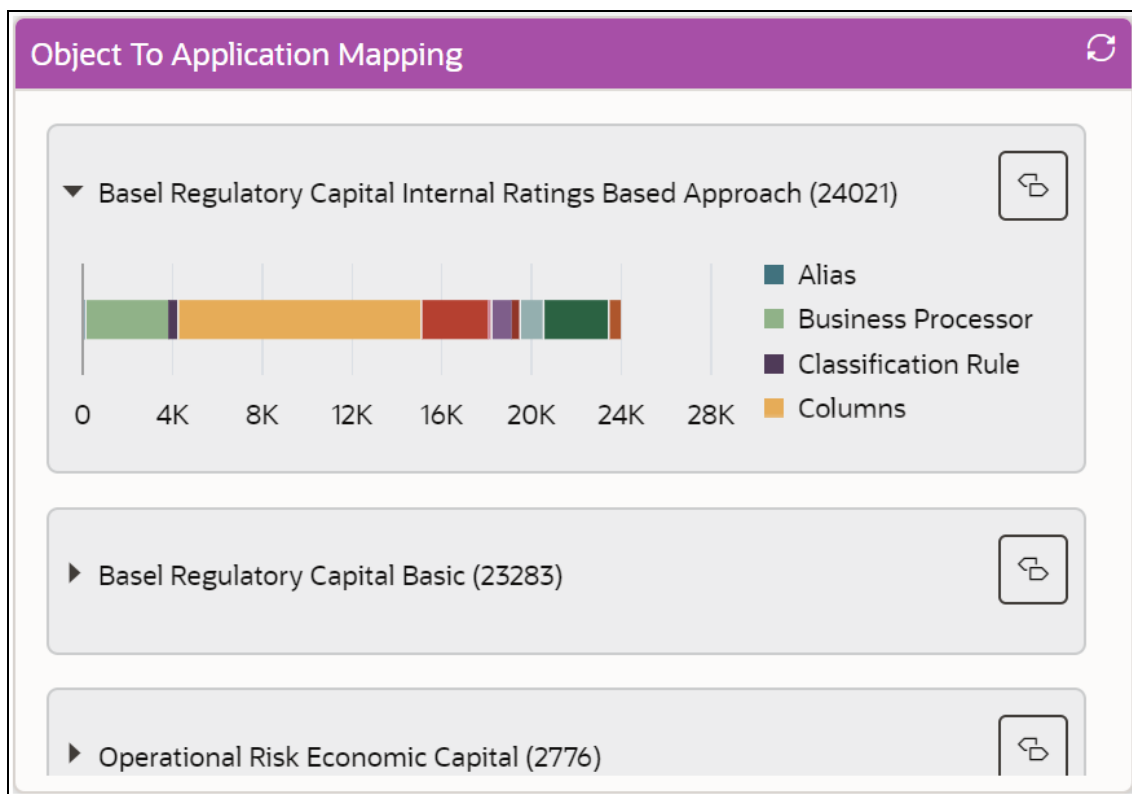 Object To Application Mapping
Basel Regulatory Capital Internal Ratings Based Approach (24021)
Alias
Business Processor
Classification Rule
Columns
0 4K 8K 12K 16K 20K 24K 28K
Basel Regulatory Capital Basic (23283)
Operational Risk Economic Capital (2776)